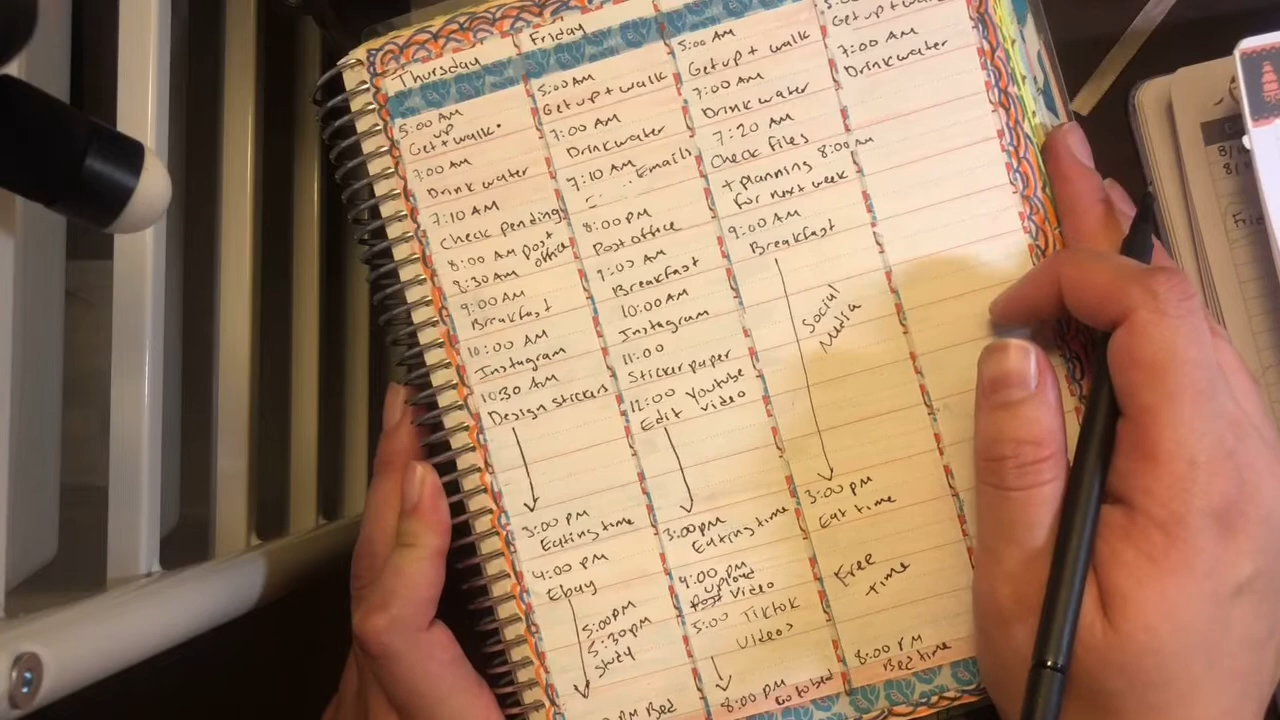 Thursday
5:00 AM
up
Get + walk.
7:00 AM
Drink water
7:10 AM
check pending
8:00 AM Post
office
8:30 AM
9:00 AM
Breakfast
10:00 AM
Instagram
10:30 AM
Design stickers
3:00 PM
Eating time
4:00 PM
Ebay
5:00 PM
5:30 PM
Study
PM Bed
Friday
5:00 AM
Get up + walk
7:00 AM
Drink water
7:10 AM
Emails
8:00 PM
Post office
9:00 AM
Breakfast
10:00 AM
Instagram
11:00
Sticker paper
12:00
Edit Youtube
video
3:00 PM
Eating time
4:00 PM
upload
Video
5:00 Tiktok
Videos
8:00 PM Go to bed
5:00 AM
Get up + walk
7:00 AM
Drink water
7:20 AM
Check files
+ planning 8:00 AM
for next week
9:00 AM
Breakfast
Social
Media
3:00 PM
Eat time
Free
time
8:00 PM
Bed time
Get up + walk
7:00 AM
Drink water